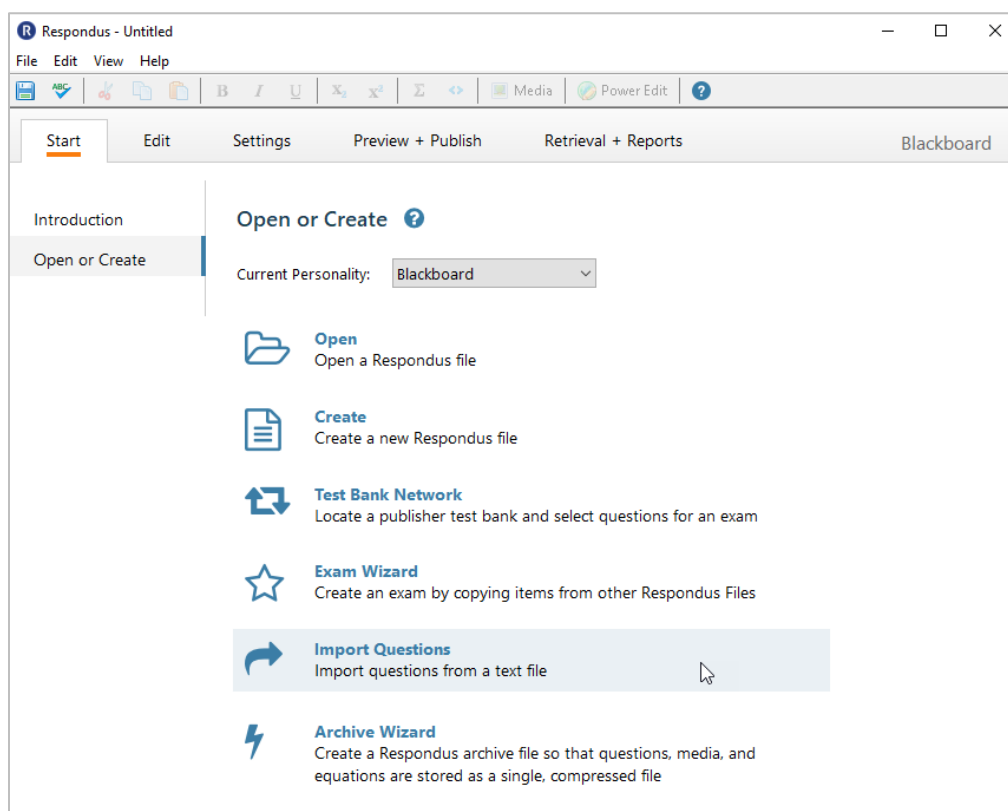 R Respondus - Untitled
File Edit View Help
ABC B I U X₂ x² Σ <> Media Power Edit ?
Start Edit Settings Preview + Publish Retrieval + Reports Blackboard
Introduction
Open or Create
Open or Create ?
Current Personality: Blackboard
Open
Open a Respondus file
Create
Create a new Respondus file
Test Bank Network
Locate a publisher test bank and select questions for an exam
Exam Wizard
Create an exam by copying items from other Respondus Files
Import Questions
Import questions from a text file
Archive Wizard
Create a Respondus archive file so that questions, media, and
equations are stored as a single, compressed file